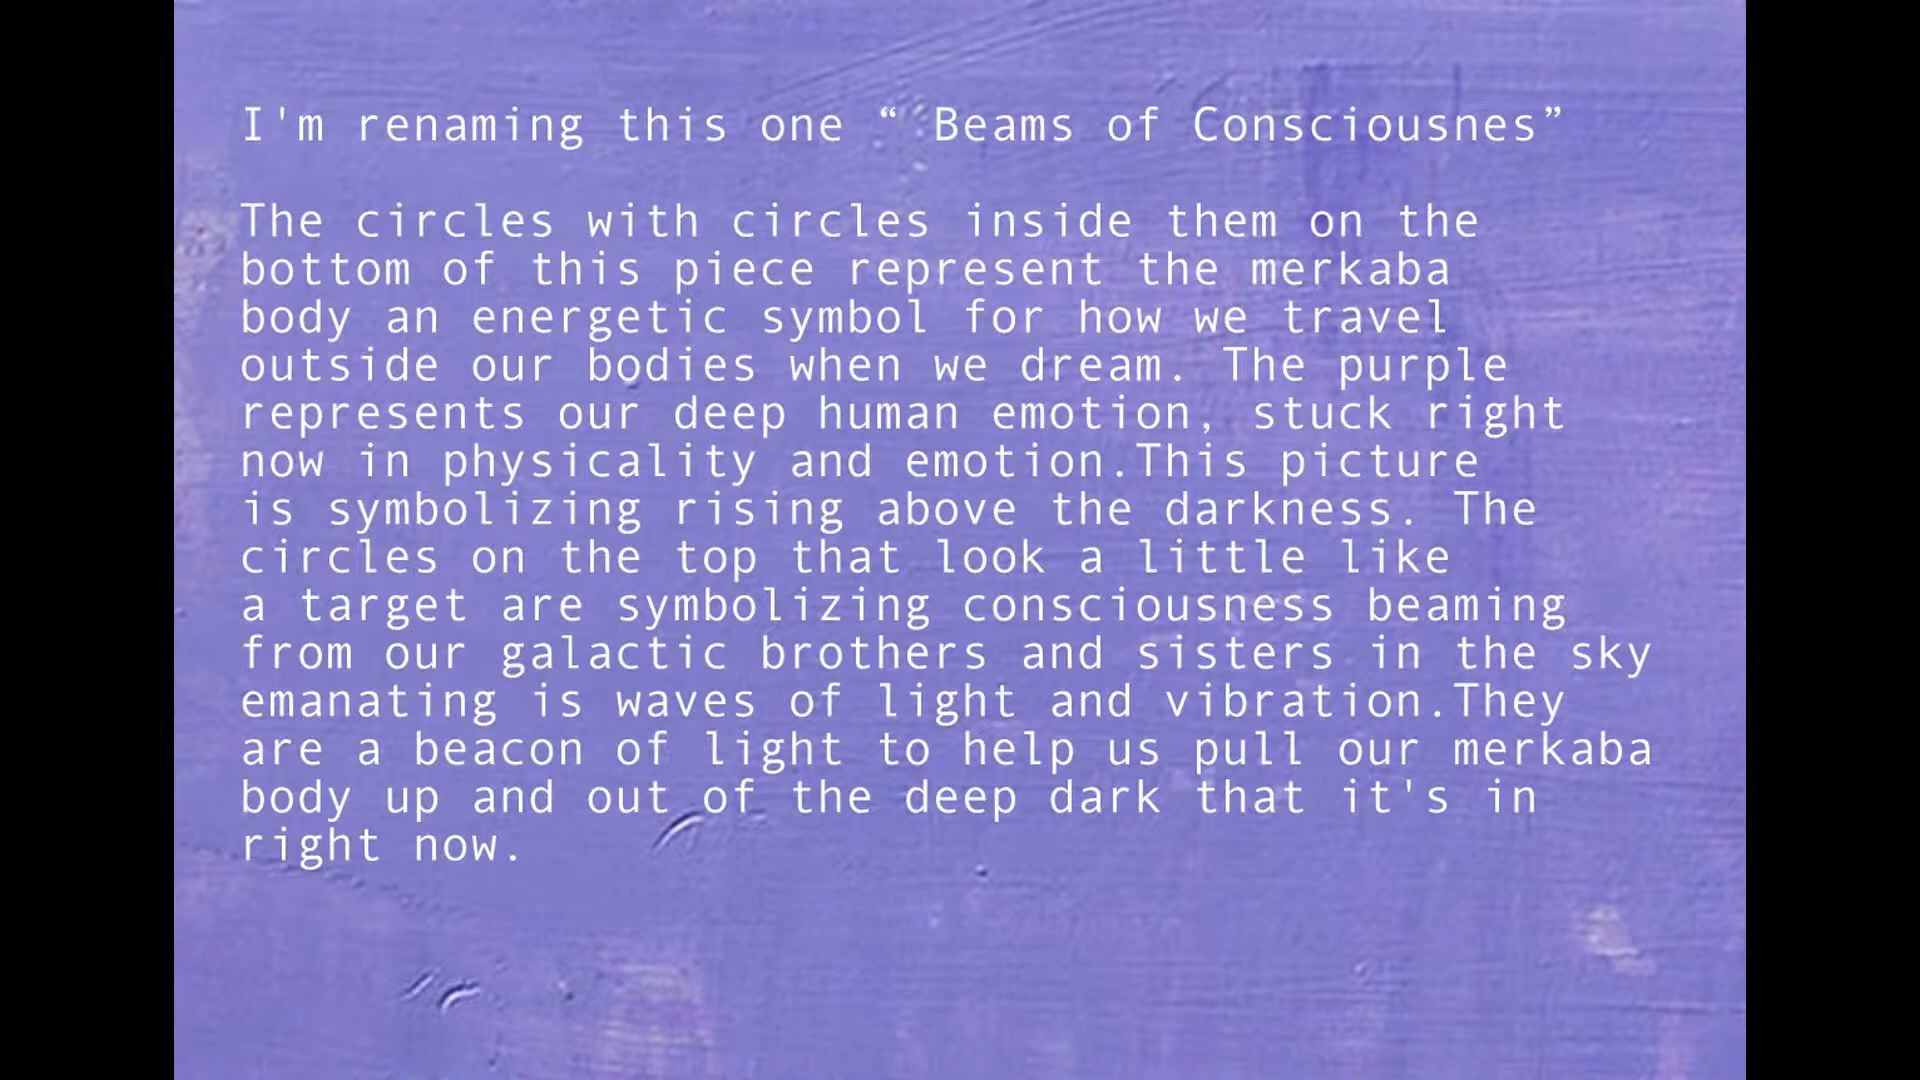 I'm renaming this one “ Beams of Consciousnes”
The circles with circles inside them on the
bottom of this piece represent the merkaba
body an energetic symbol for how we travel
outside our bodies when we dream. The purple
represents our deep human emotion, stuck right
now in physicality and emotion.This picture
is symbolizing rising above the darkness. The
circles on the top that look a little like
a target are symbolizing consciousness beaming
from our galactic brothers and sisters in the sky
emanating is waves of light and vibration.They
are a beacon of light to help us pull our merkaba
body up and out of the deep dark that it's in
right now.